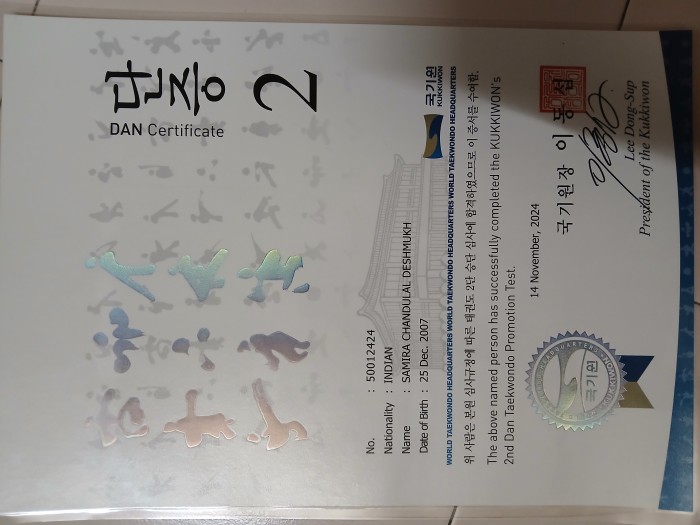 단증
DAN Certificate
2
No. : 50012424
Nationality : INDIAN
Name : SAMIRA CHANDULAL DESHMUKH
Date of Birth : 25 Dec. 2007
국기원
KUKKIWON
WORLD TAEKWONDO HEADQUARTERS WORLD TAEKWONDO HEADQUARTERS WORLD TAEKWONDO HEADQUARTERS WORLD TAEKWONDO HEADQUARTERS
위 사람은 본원 심사규정에 따른 태권도 2단 승단 심사에 합격하였으므로 이 증서를 수여함.
The above named person has successfully completed the KUKKIWON's
2nd Dan Taekwondo Promotion Test.
14 November, 2024
국기원장 이동섭
Lee Dong-Sup
President of the Kukkiwon
국기원